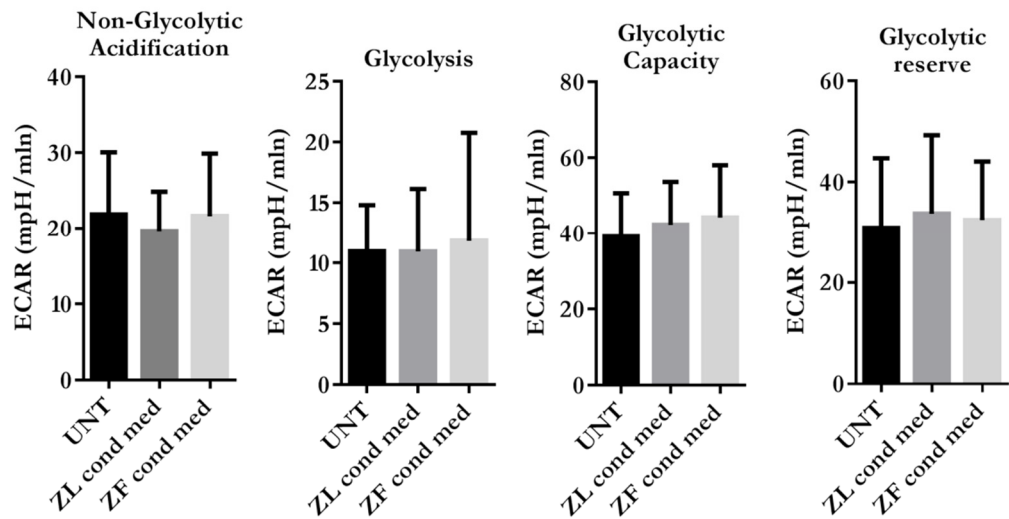 Non-Glycolytic
Acidification
ECAR (mpH/mln)
40
30
20
10
0
UNT
ZL cond med
ZF cond med
Glycolysis
ECAR (mpH/mln)
25
20
15
10
5
0
UNT
ZL cond med
ZF cond med
Glycolytic
Capacity
ECAR (mpH/mln)
80
60
40
20
0
UNT
ZL cond med
ZF cond med
Glycolytic
reserve
ECAR (mpH/mln)
60
40
20
0
UNT
ZL cond med
ZF cond med